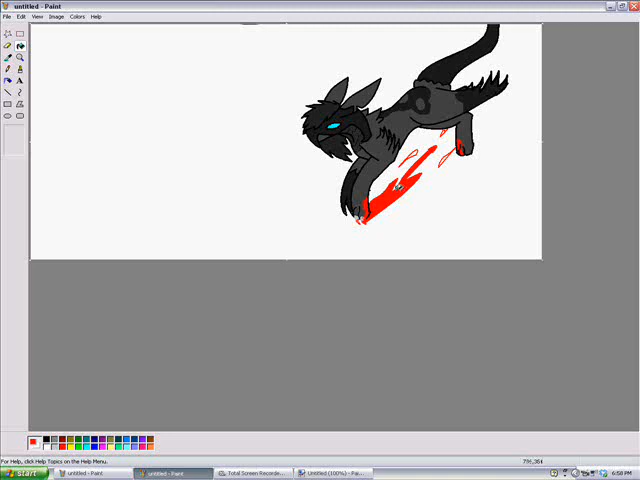 untitled - Paint
File Edit View Image Colors Help
For Help, click Help Topics on the Help Menu.
start untitled - Paint untitled - Paint Total Screen Recorde... Untitled (100%) - Pai... 6:58 PM